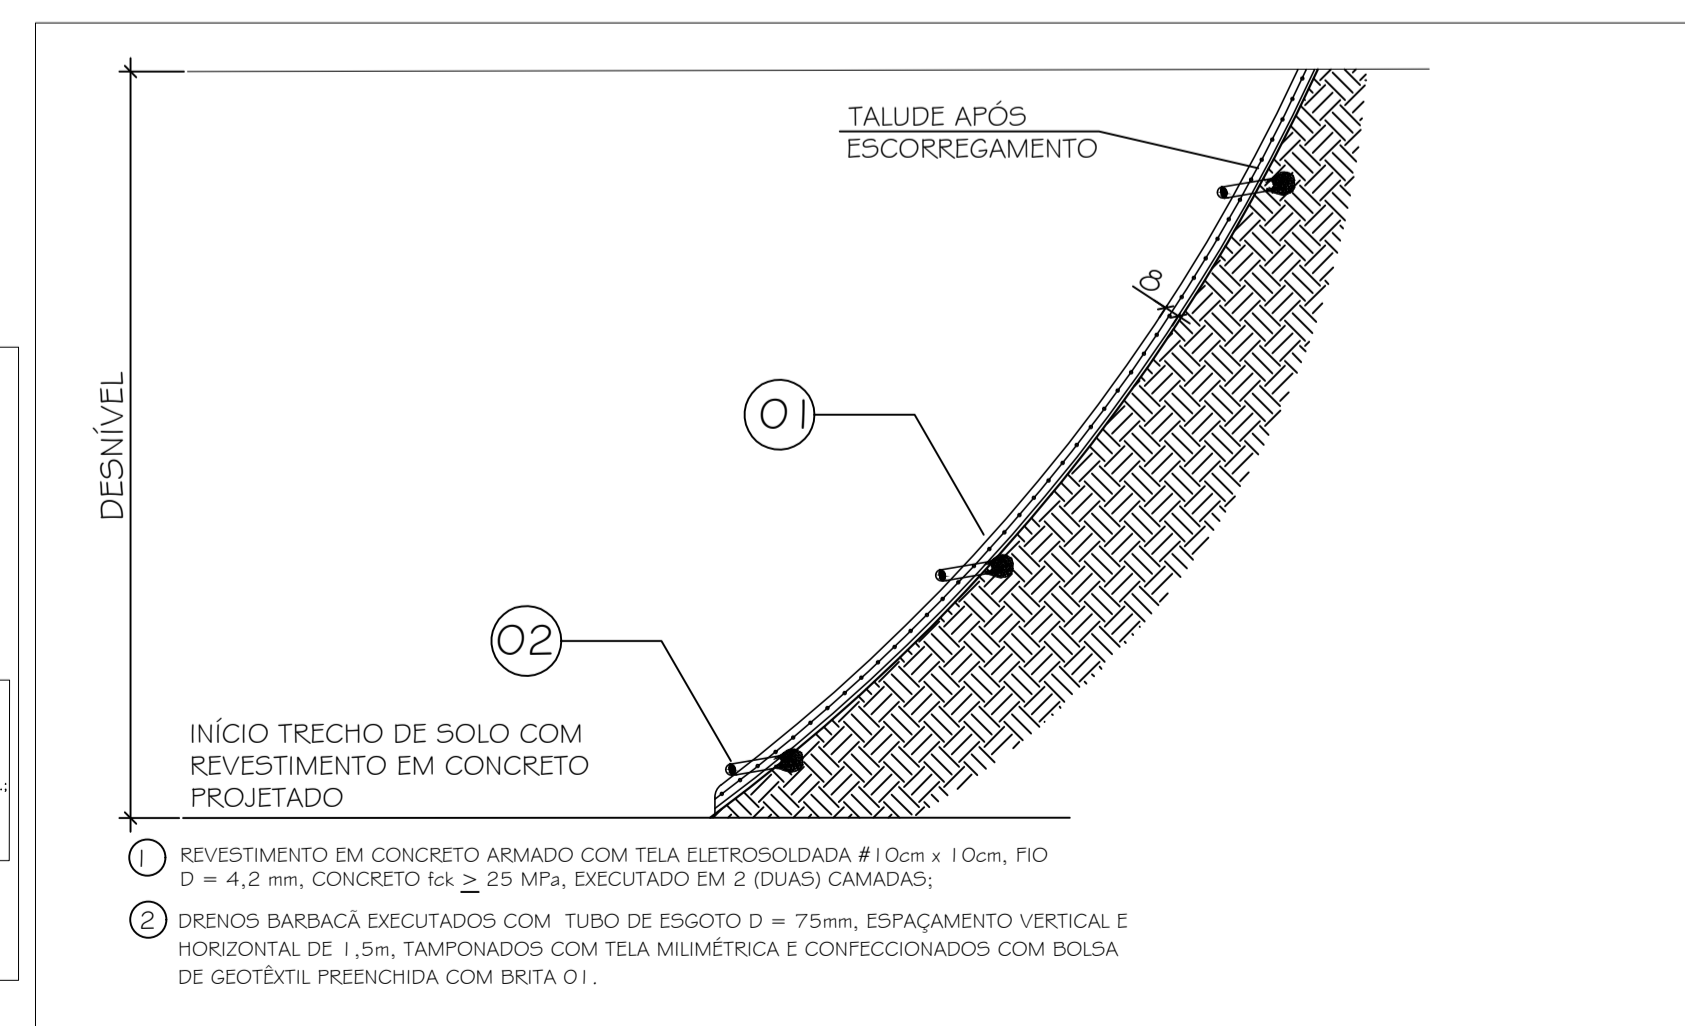 TALUDE APÓS
ESCORREGAMENTO
8
DESNÍVEL
01
02
INÍCIO TRECHO DE SOLO COM
REVESTIMENTO EM CONCRETO
PROJETADO
1 REVESTIMENTO EM CONCRETO ARMADO COM TELA ELETROSOLDADA #10cm x 10cm, FIO
D = 4,2 mm, CONCRETO fck ≥ 25 MPa, EXECUTADO EM 2 (DUAS) CAMADAS;
2 DRENOS BARBACÃ EXECUTADOS COM TUBO DE ESGOTO D = 75mm, ESPAÇAMENTO VERTICAL E
HORIZONTAL DE 1,5m, TAMPONADOS COM TELA MILIMÉTRICA E CONFECCIONADOS COM BOLSA
DE GEOTÊXTIL PREENCHIDA COM BRITA 01.